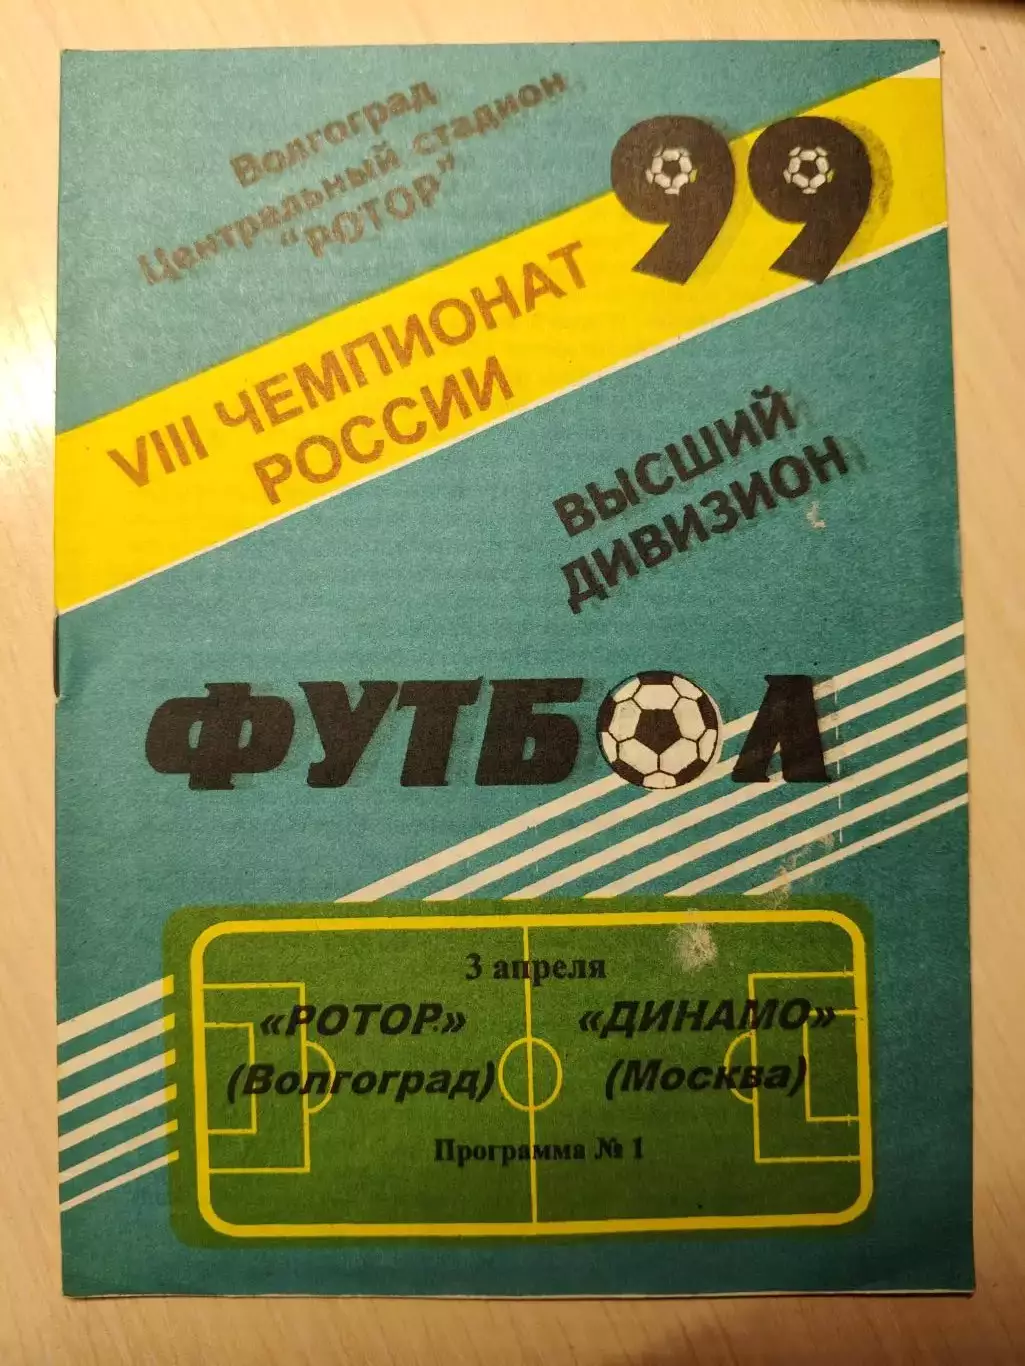 Волгоград
Центральный стадион
"РОТОР"
99
VIII ЧЕМПИОНАТ
РОССИИ
ВЫСШИЙ
ДИВИЗИОН
ФУТБОЛ
3 апреля
«РОТОР» «ДИНАМО»
(Волгоград) (Москва)
Программа № 1